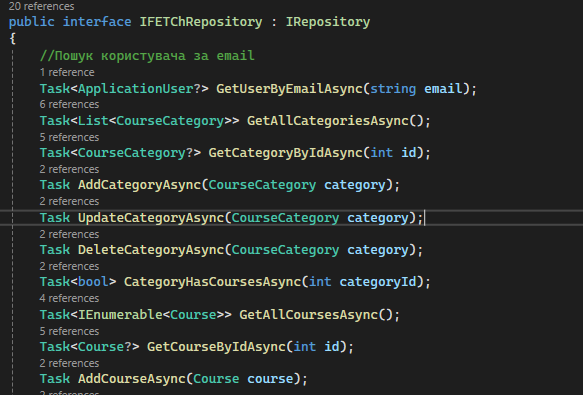 20 references
public interface IFETChRepository : IRepository
{
//Пошук користувача за email
1 reference
Task<ApplicationUser?> GetUserByEmailAsync(string email);
6 references
Task<List<CourseCategory>> GetAllCategoriesAsync();
5 references
Task<CourseCategory?> GetCategoryByIdAsync(int id);
2 references
Task AddCategoryAsync(CourseCategory category);
2 references
Task UpdateCategoryAsync(CourseCategory category);
2 references
Task DeleteCategoryAsync(CourseCategory category);
2 references
Task<bool> CategoryHasCoursesAsync(int categoryId);
4 references
Task<IEnumerable<Course>> GetAllCoursesAsync();
5 references
Task<Course?> GetCourseByIdAsync(int id);
2 references
Task AddCourseAsync(Course course);
2 references